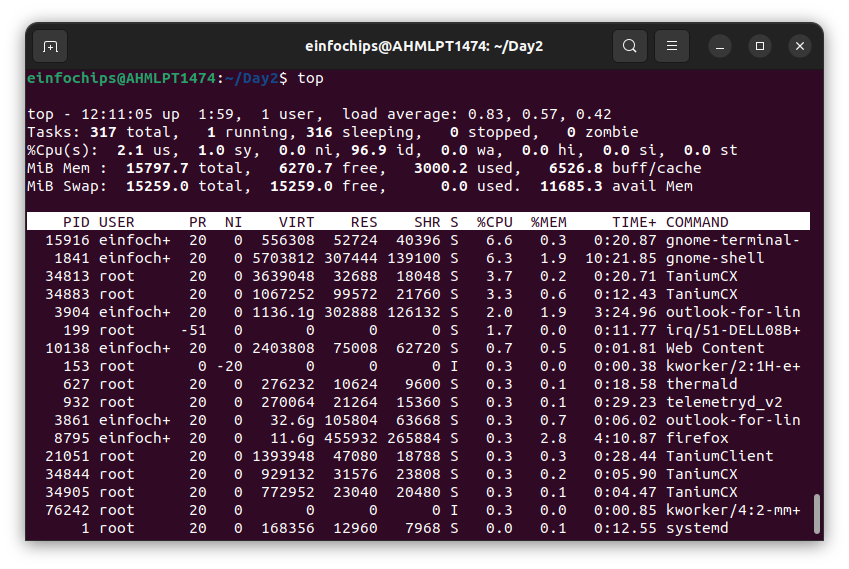 einfochips@AHMLPT1474: ~/Day2
einfochips@AHMLPT1474:~/Day2$ top
top - 12:11:05 up  1:59,  1 user,  load average: 0.83, 0.57, 0.42
Tasks: 317 total,   1 running, 316 sleeping,   0 stopped,   0 zombie
%Cpu(s):  2.1 us,  1.0 sy,  0.0 ni, 96.9 id,  0.0 wa,  0.0 hi,  0.0 si,  0.0 st
MiB Mem :  15797.7 total,   6270.7 free,   3000.2 used,   6526.8 buff/cache
MiB Swap:  15259.0 total,  15259.0 free,      0.0 used.  11685.3 avail Mem
    PID USER      PR  NI    VIRT    RES    SHR S  %CPU  %MEM     TIME+ COMMAND
  15916 einfoch+  20   0  556308  52724  40396 S   6.6   0.3   0:20.87 gnome-terminal-
   1841 einfoch+  20   0 5703812 307444 139100 S   6.3   1.9  10:21.85 gnome-shell
  34813 root      20   0 3639048  32688  18048 S   3.7   0.2   0:20.71 TaniumCX
  34883 root      20   0 1067252  99572  21760 S   3.3   0.6   0:12.43 TaniumCX
   3904 einfoch+  20   0 1136.1g 302888 126132 S   2.0   1.9   3:24.96 outlook-for-lin
    199 root     -51   0       0      0      0 S   1.7   0.0   0:11.77 irq/51-DELL08B+
  10138 einfoch+  20   0 2403808  75008  62720 S   0.7   0.5   0:01.81 Web Content
    153 root       0 -20       0      0      0 I   0.3   0.0   0:00.38 kworker/2:1H-e+
    627 root      20   0  276232  10624   9600 S   0.3   0.1   0:18.58 thermald
    932 root      20   0  270064  21264  15360 S   0.3   0.1   0:29.23 telemetryd_v2
   3861 einfoch+  20   0   32.6g 105804  63668 S   0.3   0.7   0:06.02 outlook-for-lin
   8795 einfoch+  20   0   11.6g 455932 265884 S   0.3   2.8   4:10.87 firefox
  21051 root      20   0 1393948  47080  18788 S   0.3   0.3   0:28.44 TaniumClient
  34844 root      20   0  929132  31576  23808 S   0.3   0.2   0:05.90 TaniumCX
  34905 root      20   0  772952  23040  20480 S   0.3   0.1   0:04.47 TaniumCX
  76242 root      20   0       0      0      0 I   0.3   0.0   0:00.85 kworker/4:2-mm+
      1 root      20   0  168356  12960   7968 S   0.0   0.1   0:12.55 systemd